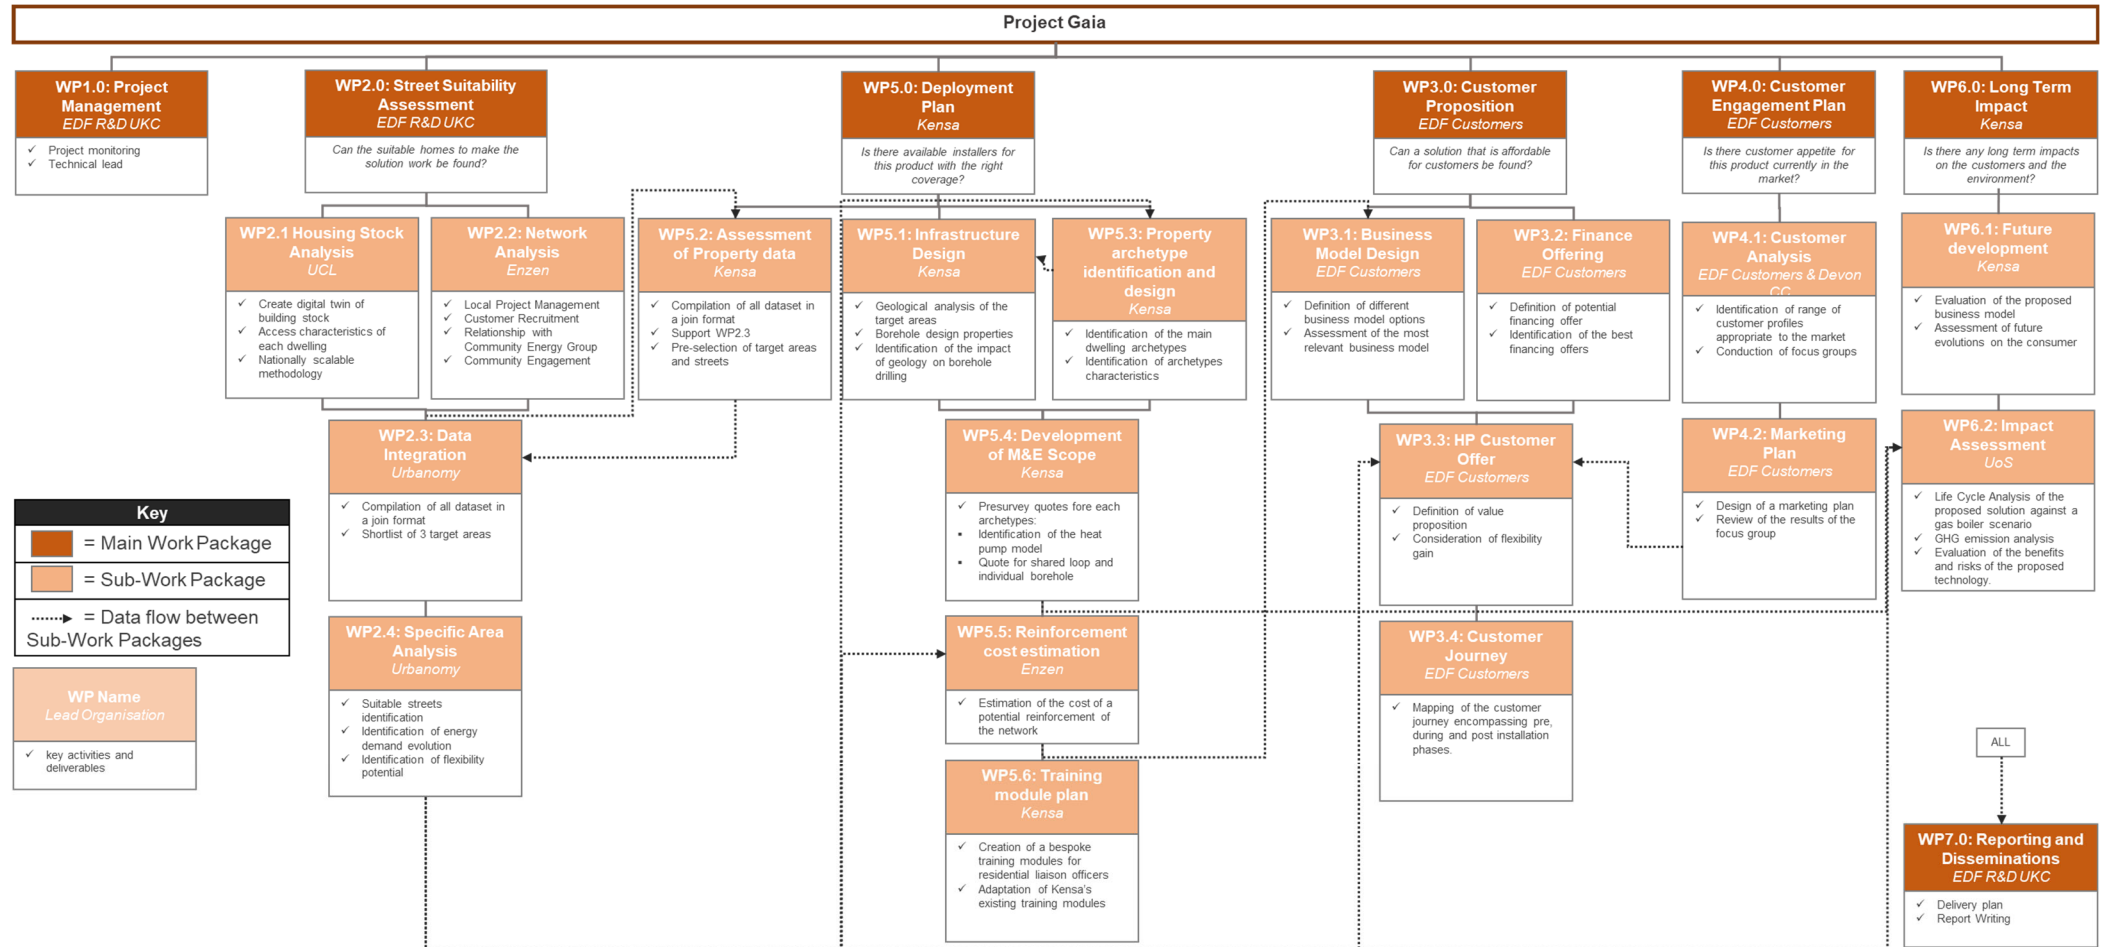 Project Gaia
WP1.0: Project
Management
EDF R&D UKC
✓ Project monitoring
✓ Technical lead
WP2.0: Street Suitability
Assessment
EDF R&D UKC
Can the suitable homes to make the
solution work be found?
WP5.0: Deployment
Plan
Kensa
Is there available installers for
this product with the right
coverage?
WP3.0: Customer
Proposition
EDF Customers
Can a solution that is affordable
for customers be found?
WP4.0: Customer
Engagement Plan
EDF Customers
Is there customer appetite for
this product currently in the
market?
WP6.0: Long Term
Impact
Kensa
Is there any long term impacts
on the customers and the
environment?
WP2.1 Housing Stock
Analysis
UCL
✓ Create digital twin of
building stock
✓ Access characteristics of
each dwelling
✓ Nationally scalable
methodology
WP2.2: Network
Analysis
Enzen
✓ Local Project Management
✓ Customer Recruitment
✓ Relationship with
Community Energy Group
✓ Community Engagement
WP5.2: Assessment
of Property data
Kensa
✓ Compilation of all dataset in
a join format
✓ Support WP2.3
✓ Pre-selection of target areas
and streets
WP5.1: Infrastructure
Design
Kensa
✓ Geological analysis of the
target areas
✓ Borehole design properties
✓ Identification of the impact
of geology on borehole
drilling
WP5.3: Property
archetype
identification and
design
Kensa
✓ Identification of the main
dwelling archetypes
✓ Identification of archetypes
characteristics
WP3.1: Business
Model Design
EDF Customers
✓ Definition of different
business model options
✓ Assessment of the most
relevant business model
WP3.2: Finance
Offering
EDF Customers
✓ Definition of potential
financing offer
✓ Identification of the best
financing offers
WP4.1: Customer
Analysis
EDF Customers & Devon
CC
✓ Identification of range of
customer profiles
appropriate to the market
✓ Conduction of focus groups
WP6.1: Future
development
Kensa
✓ Evaluation of the proposed
business model
✓ Assessment of future
evolutions on the consumer
WP2.3: Data
Integration
Urbanomy
✓ Compilation of all dataset in
a join format
✓ Shortlist of 3 target areas
WP5.4: Development
of M&E Scope
Kensa
✓ Presurvey quotes fore each
archetypes:
▪ Identification of the heat
pump model
▪ Quote for shared loop and
individual borehole
WP3.3: HP Customer
Offer
EDF Customers
✓ Definition of value
proposition
✓ Consideration of flexibility
gain
WP4.2: Marketing
Plan
EDF Customers
✓ Design of a marketing plan
✓ Review of the results of the
focus group
WP6.2: Impact
Assessment
UoS
✓ Life Cycle Analysis of the
proposed solution against a
gas boiler scenario
✓ GHG emission analysis
✓ Evaluation of the benefits
and risks of the proposed
technology.
Key
= Main Work Package
= Sub-Work Package
= Data flow between
Sub-Work Packages
WP Name
Lead Organisation
✓ key activities and
deliverables
WP2.4: Specific Area
Analysis
Urbanomy
✓ Suitable streets
identification
✓ Identification of energy
demand evolution
✓ Identification of flexibility
potential
WP5.5: Reinforcement
cost estimation
Enzen
✓ Estimation of the cost of a
potential reinforcement of
the network
WP3.4: Customer
Journey
EDF Customers
✓ Mapping of the customer
journey encompassing pre,
during and post installation
phases.
WP5.6: Training
module plan
Kensa
✓ Creation of a bespoke
training modules for
residential liaison officers
✓ Adaptation of Kensa's
existing training modules
ALL
WP7.0: Reporting and
Disseminations
EDF R&D UKC
✓ Delivery plan
✓ Report Writing